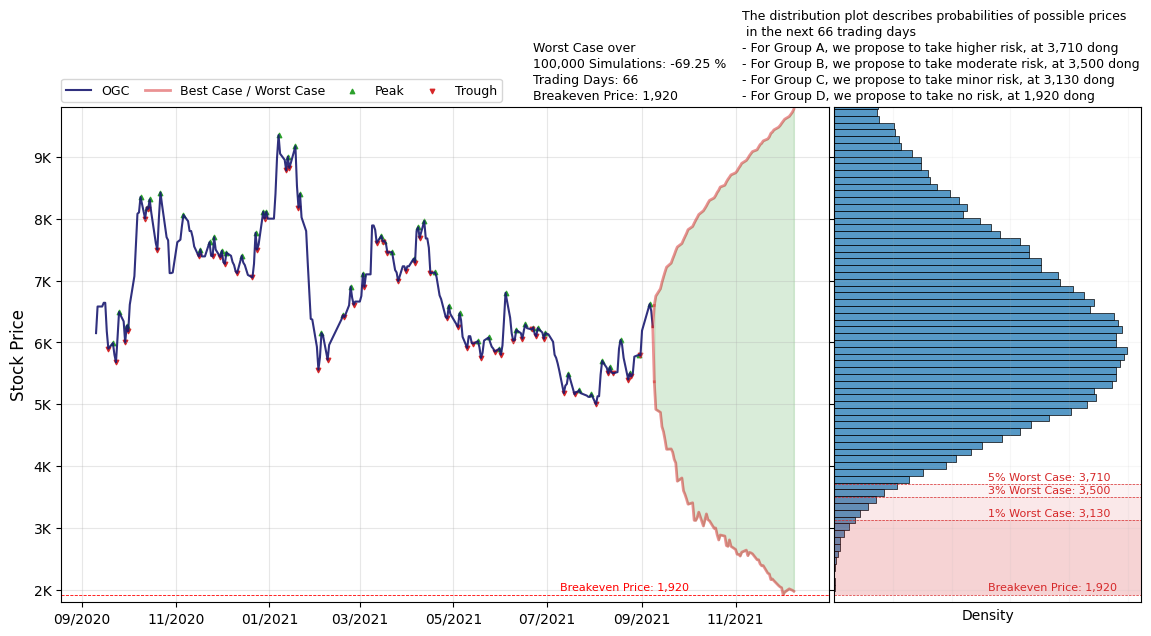 The distribution plot describes probabilities of possible prices
in the next 66 trading days
- For Group A, we propose to take higher risk, at 3,710 dong
- For Group B, we propose to take moderate risk, at 3,500 dong
- For Group C, we propose to take minor risk, at 3,130 dong
- For Group D, we propose to take no risk, at 1,920 dong
Worst Case over
100,000 Simulations: -69.25 %
Trading Days: 66
Breakeven Price: 1,920
OGC
Best Case / Worst Case
Peak
Trough
Stock Price
9K
8K
7K
6K
5K
4K
3K
2K
Breakeven Price: 1,920
09/2020
11/2020
01/2021
03/2021
05/2021
07/2021
09/2021
11/2021
5% Worst Case: 3,710
3% Worst Case: 3,500
1% Worst Case: 3,130
Breakeven Price: 1,920
Density